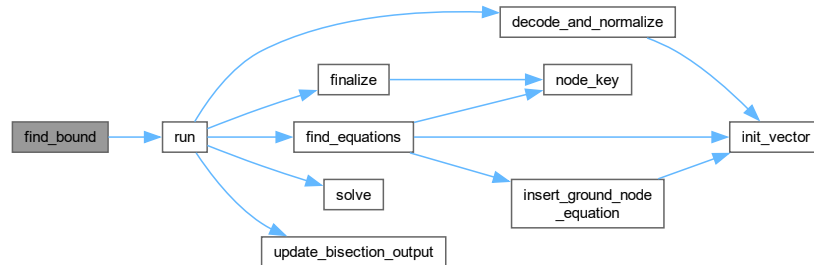 find_bound
run
decode_and_normalize
finalize
find_equations
solve
update_bisection_output
node_key
insert_ground_node
_equation
init_vector